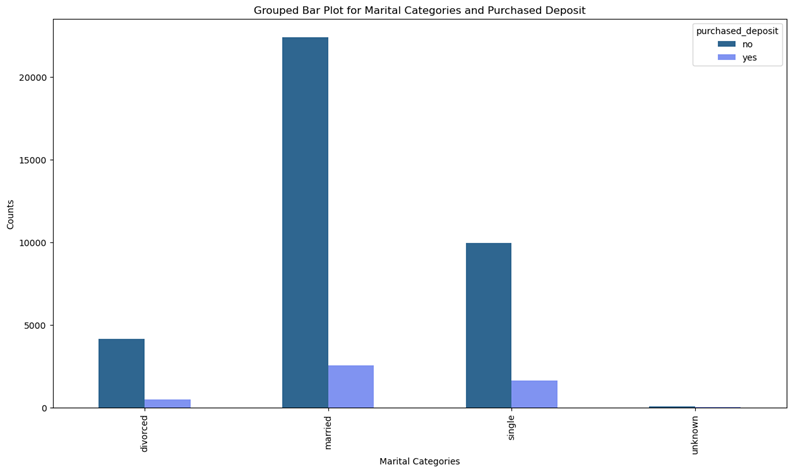 Grouped Bar Plot for Marital Categories and Purchased Deposit
purchased_deposit
no
yes
20000
15000
10000
5000
0
Counts
divorced
married
single
unknown
Marital Categories